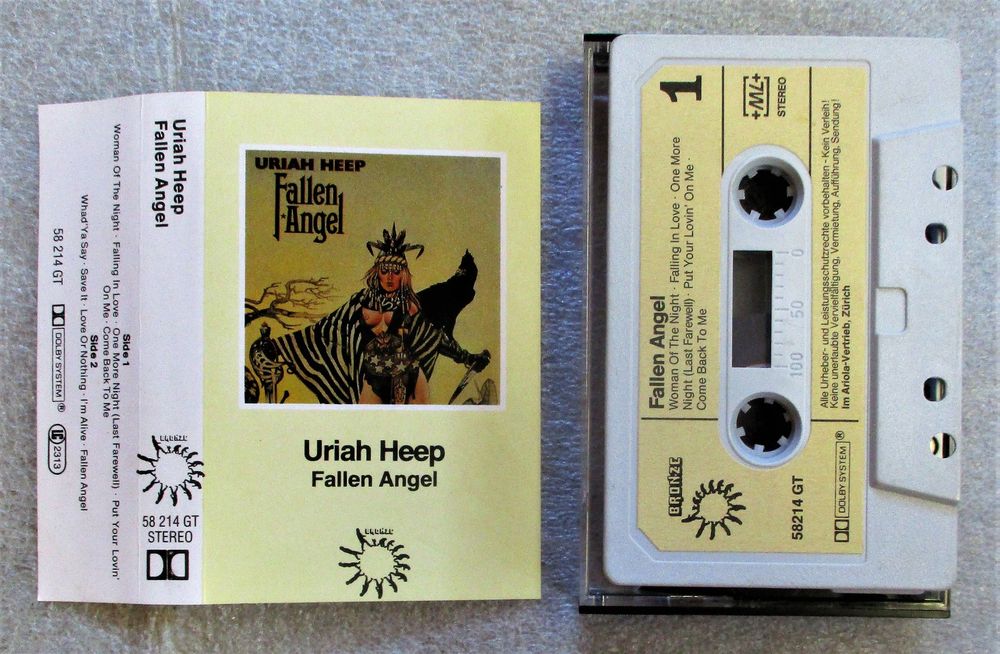 Uriah Heep
Fallen Angel
Side 1
Woman Of The Night · Falling In Love · One More Night (Last Farewell) · Put Your Lovin'
On Me · Come Back To Me
Side 2
Whad'Ya Say · Save It · Love Or Nothing · I'm Alive · Fallen Angel
58 214 GT
DOLBY SYSTEM ®
LC 2313
BRONZE
58 214 GT
STEREO
URIAH HEEP
Fallen
Angel
Uriah Heep
Fallen Angel
BRONZE
1
+ML+
STEREO
Fallen Angel
Woman Of The Night · Falling In Love · One More
Night (Last Farewell) · Put Your Lovin' On Me ·
Come Back To Me
100 50 0
Alle Urheber- und Leistungsschutzrechte vorbehalten - Kein Verleih!
Keine unerlaubte Vervielfältigung, Vermietung, Aufführung, Sendung!
Im Ariola-Vertrieb, Zürich
BRONZE
58214 GT
DOLBY SYSTEM ®